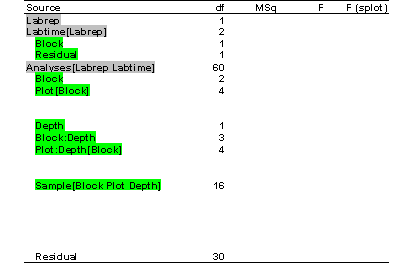 Source df MSq F F (splot)
Labrep 1
Labtime[Labrep] 2
Block 1
Residual 1
Analyses[Labrep Labtime] 60
Block 2
Plot[Block] 4
Depth 1
Block:Depth 3
Plot:Depth[Block] 4
Sample[Block Plot Depth] 16
Residual 30